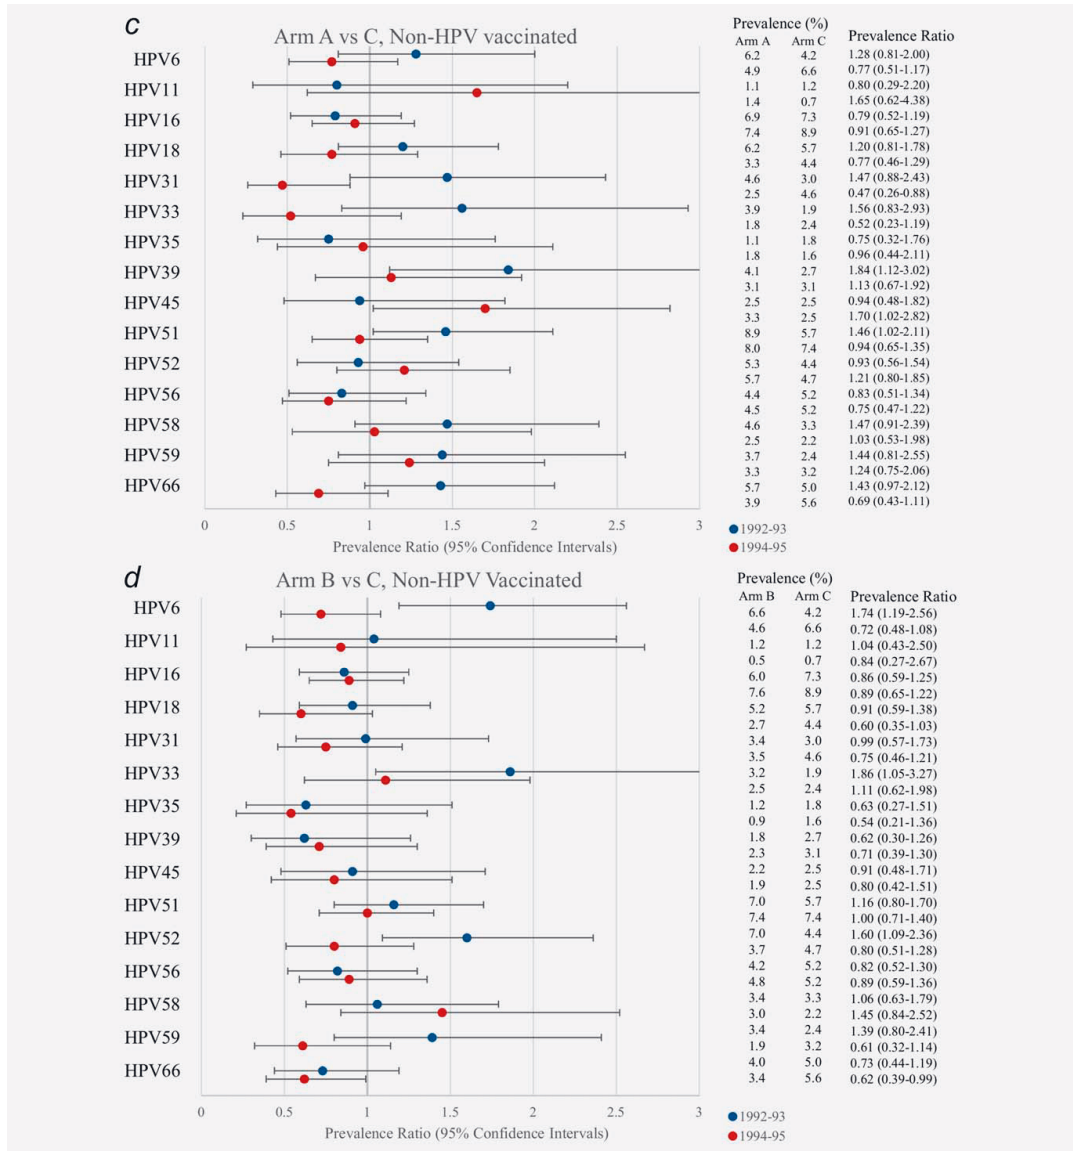 c
Arm A vs C, Non-HPV vaccinated
Prevalence (%)
Arm A Arm C Prevalence Ratio
HPV6 6.2 4.2 1.28 (0.81-2.00)
4.9 6.6 0.77 (0.51-1.17)
HPV11 1.1 1.2 0.80 (0.29-2.20)
1.4 0.7 1.65 (0.62-4.38)
HPV16 6.9 7.3 0.79 (0.52-1.19)
7.4 8.9 0.91 (0.65-1.27)
HPV18 6.2 5.7 1.20 (0.81-1.78)
3.3 4.4 0.77 (0.46-1.29)
HPV31 4.6 3.0 1.47 (0.88-2.43)
2.5 4.6 0.47 (0.26-0.88)
HPV33 3.9 1.9 1.56 (0.83-2.93)
1.8 2.4 0.52 (0.23-1.19)
HPV35 1.1 1.8 0.75 (0.32-1.76)
1.8 1.6 0.96 (0.44-2.11)
HPV39 4.1 2.7 1.84 (1.12-3.02)
3.1 3.1 1.13 (0.67-1.92)
HPV45 2.5 2.5 0.94 (0.48-1.82)
3.3 2.5 1.70 (1.02-2.82)
HPV51 8.9 5.7 1.46 (1.02-2.11)
8.0 7.4 0.94 (0.65-1.35)
HPV52 5.3 4.4 0.93 (0.56-1.54)
5.7 4.7 1.21 (0.80-1.85)
HPV56 4.4 5.2 0.83 (0.51-1.34)
4.5 5.2 0.75 (0.47-1.22)
HPV58 4.6 3.3 1.47 (0.91-2.39)
2.5 2.2 1.03 (0.53-1.98)
HPV59 3.7 2.4 1.44 (0.81-2.55)
3.3 3.2 1.24 (0.75-2.06)
HPV66 5.7 5.0 1.43 (0.97-2.12)
3.9 5.6 0.69 (0.43-1.11)
0 0.5 1 1.5 2 2.5 3
Prevalence Ratio (95% Confidence Intervals)
1992-93
1994-95
d
Arm B vs C, Non-HPV Vaccinated
Prevalence (%)
Arm B Arm C Prevalence Ratio
HPV6 6.6 4.2 1.74 (1.19-2.56)
4.6 6.6 0.72 (0.48-1.08)
HPV11 1.2 1.2 1.04 (0.43-2.50)
0.5 0.7 0.84 (0.27-2.67)
HPV16 6.0 7.3 0.86 (0.59-1.25)
7.6 8.9 0.89 (0.65-1.22)
HPV18 5.2 5.7 0.91 (0.59-1.38)
2.7 4.4 0.60 (0.35-1.03)
HPV31 3.4 3.0 0.99 (0.57-1.73)
3.5 4.6 0.75 (0.46-1.21)
HPV33 3.2 1.9 1.86 (1.05-3.27)
2.5 2.4 1.11 (0.62-1.98)
HPV35 1.2 1.8 0.63 (0.27-1.51)
0.9 1.6 0.54 (0.21-1.36)
HPV39 1.8 2.7 0.62 (0.30-1.26)
2.3 3.1 0.71 (0.39-1.30)
HPV45 2.2 2.5 0.91 (0.48-1.71)
1.9 2.5 0.80 (0.42-1.51)
HPV51 7.0 5.7 1.16 (0.80-1.70)
7.4 7.4 1.00 (0.71-1.40)
HPV52 7.0 4.4 1.60 (1.09-2.36)
3.7 4.7 0.80 (0.51-1.28)
HPV56 4.2 5.2 0.82 (0.52-1.30)
4.8 5.2 0.89 (0.59-1.36)
HPV58 3.4 3.3 1.06 (0.63-1.79)
3.0 2.2 1.45 (0.84-2.52)
HPV59 3.4 2.4 1.39 (0.80-2.41)
1.9 3.2 0.61 (0.32-1.14)
HPV66 4.0 5.0 0.73 (0.44-1.19)
3.4 5.6 0.62 (0.39-0.99)
0 0.5 1 1.5 2 2.5 3
Prevalence Ratio (95% Confidence Intervals)
1992-93
1994-95